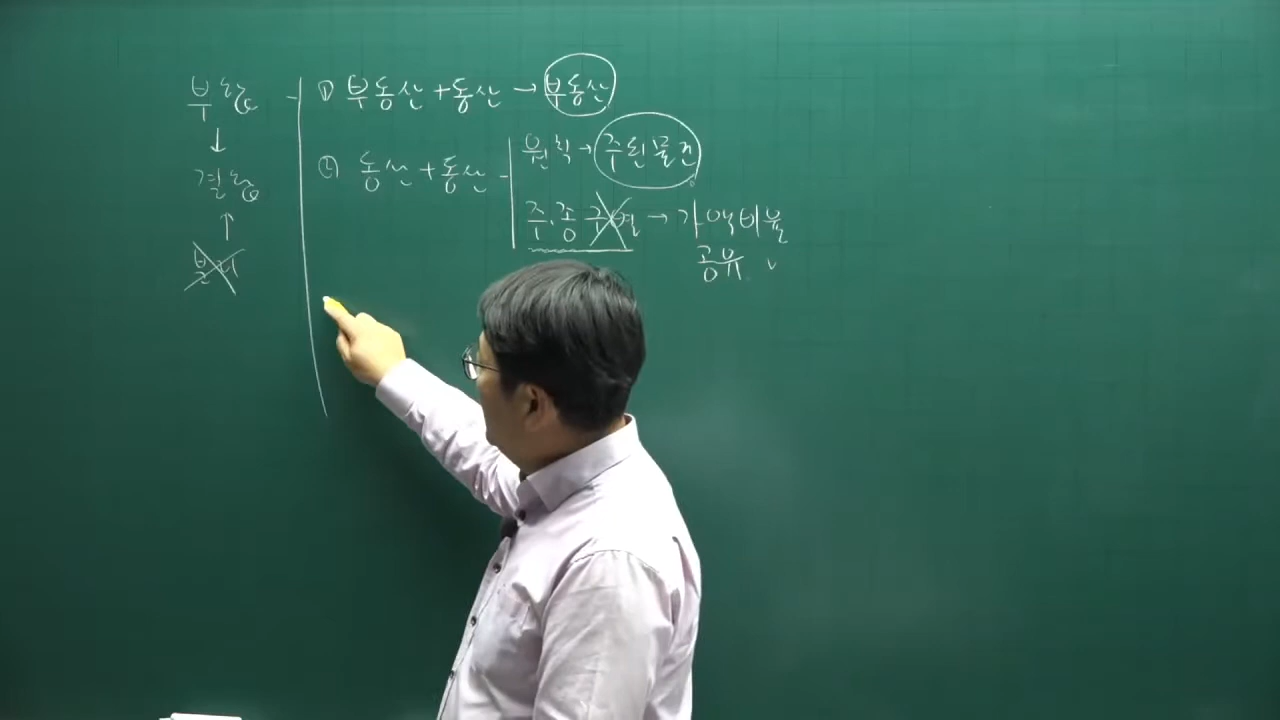 부합 - ① 부동산 + 동산 → 부동산
↓
결합
↑
분리
② 동산 + 동산 - 원칙 → 주된물건
주.종 구별 → 가액비율
공유